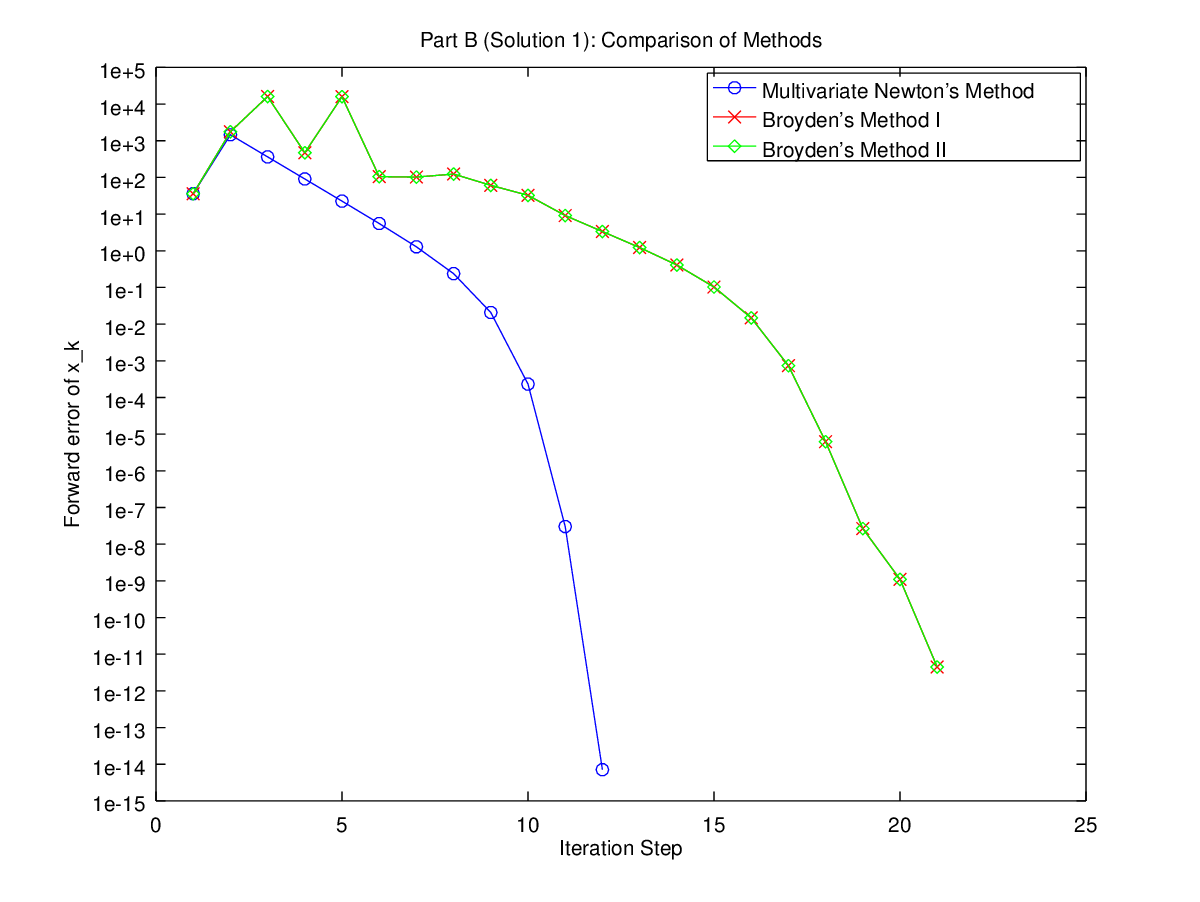 Part B (Solution 1): Comparison of Methods
Multivariate Newton's Method
Broyden's Method I
Broyden's Method II
Forward error of x_k
1e+5
1e+4
1e+3
1e+2
1e+1
1e+0
1e-1
1e-2
1e-3
1e-4
1e-5
1e-6
1e-7
1e-8
1e-9
1e-10
1e-11
1e-12
1e-13
1e-14
1e-15
0 5 10 15 20 25
Iteration Step